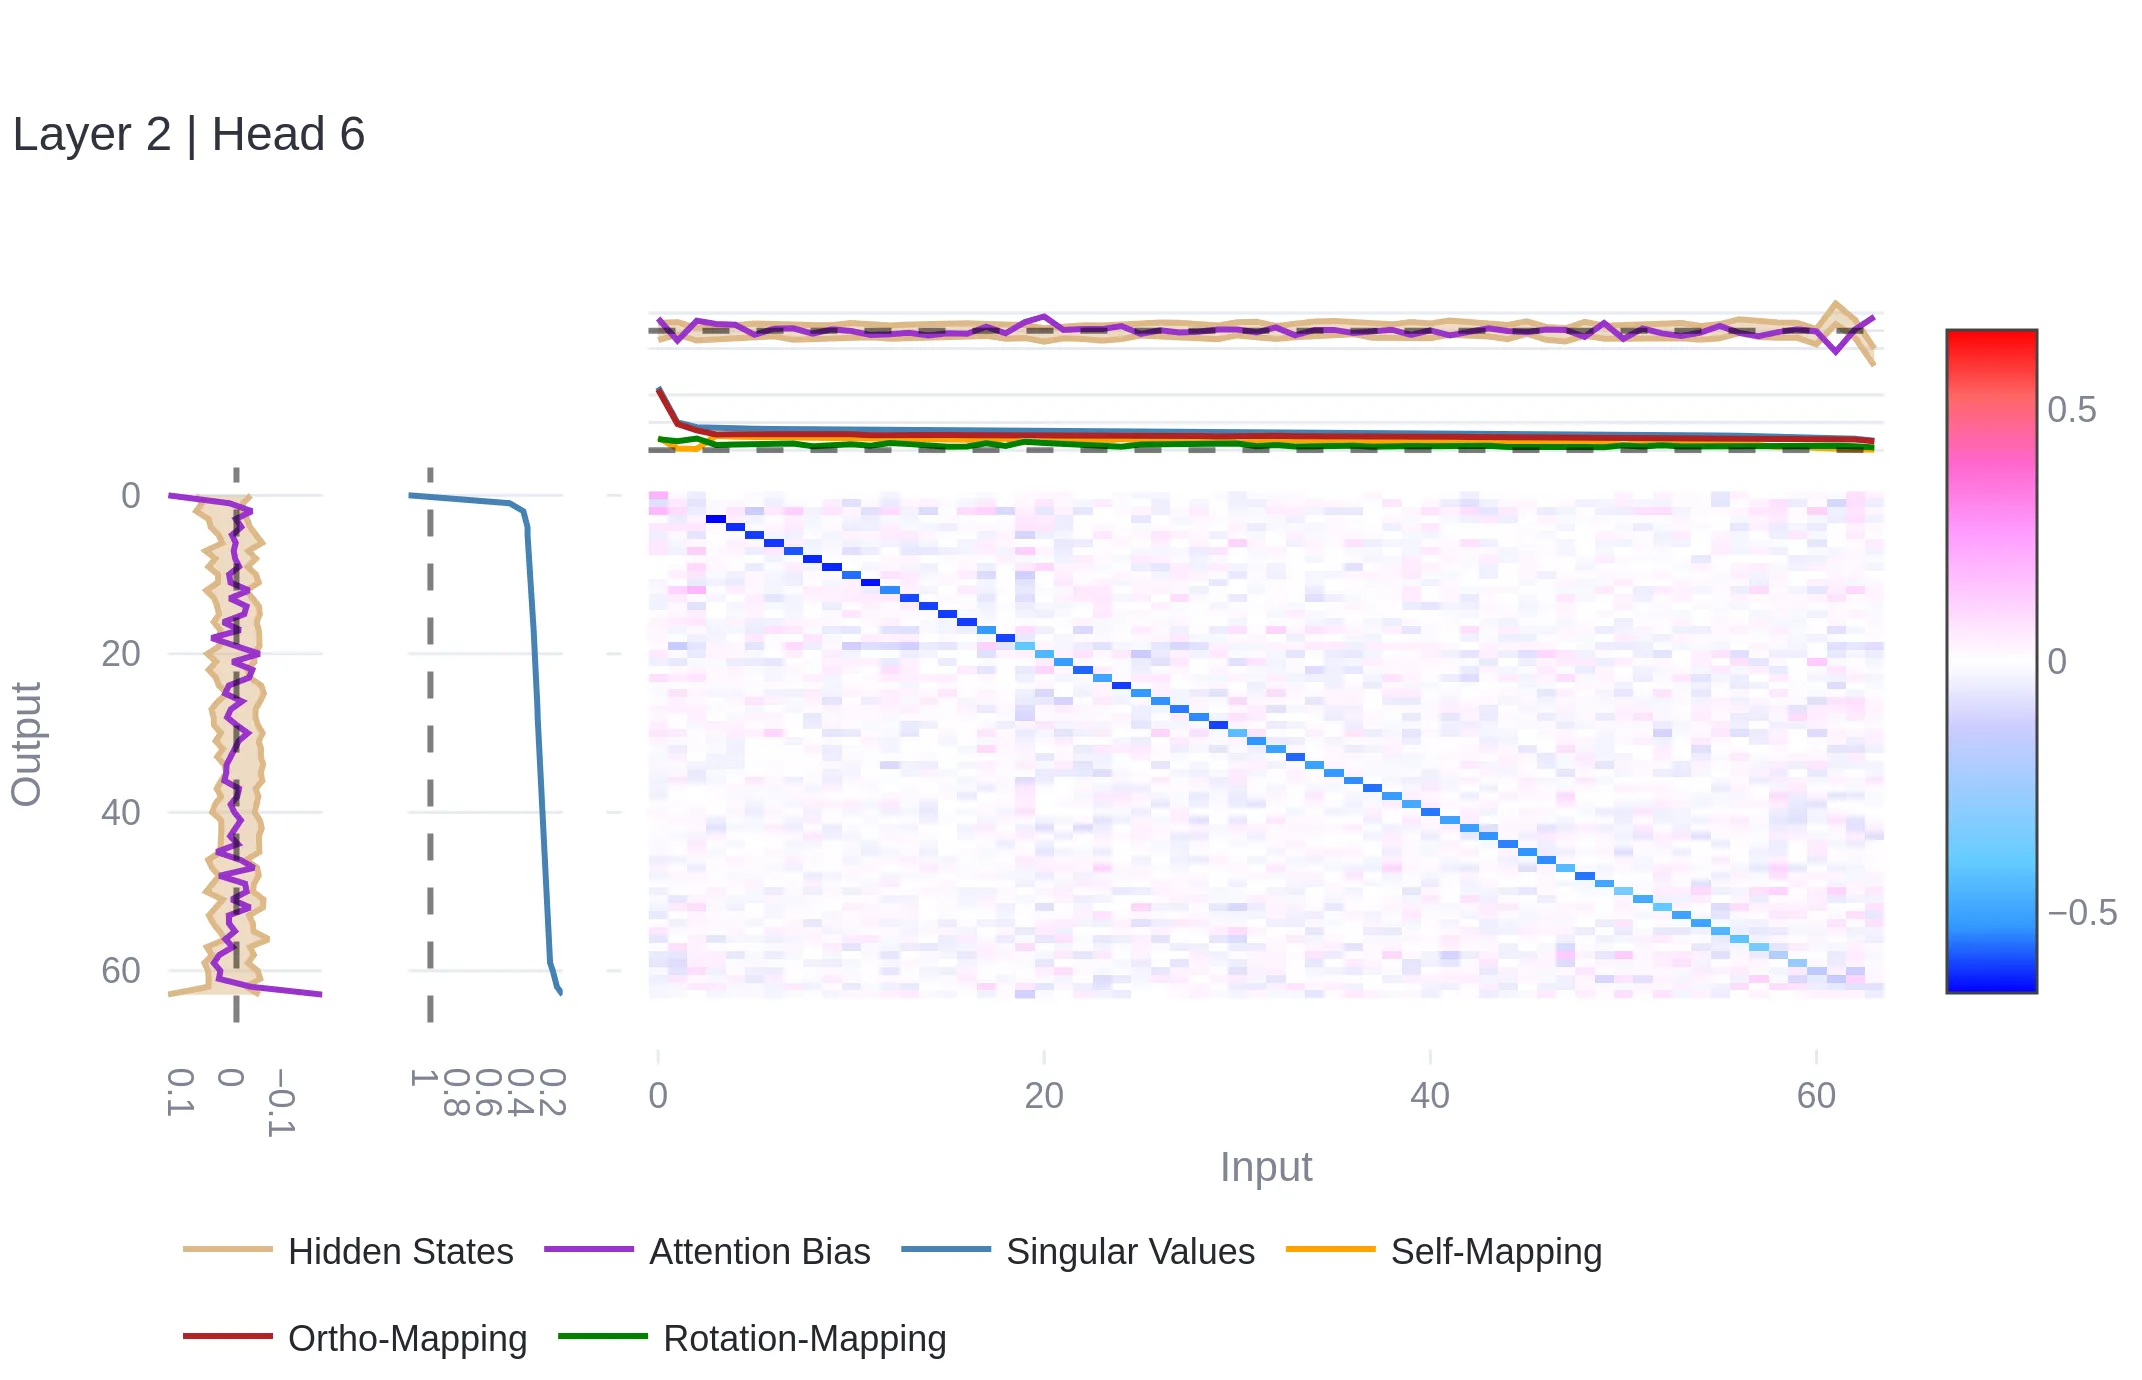 Layer 2 | Head 6
0
20
40
60
Output
0.1
0
−0.1
1
0.8
0.6
0.4
0.2
0
20
40
60
Input
0.5
0
−0.5
Hidden States
Attention Bias
Singular Values
Self-Mapping
Ortho-Mapping
Rotation-Mapping